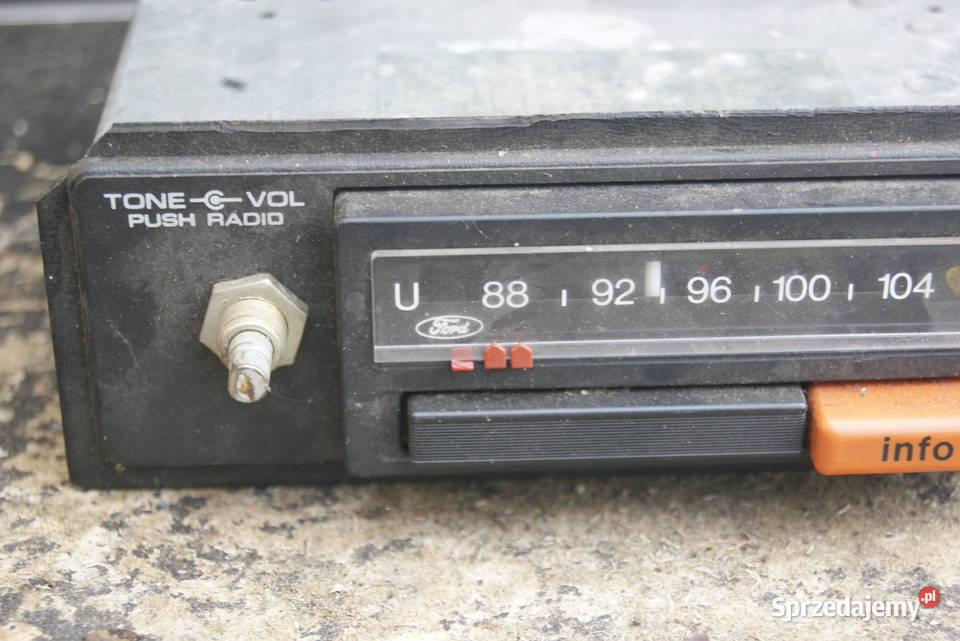 TONE VOL
PUSH RADIO
U 88 92 96 100 104
Ford
info
Sprzedajemy.pl